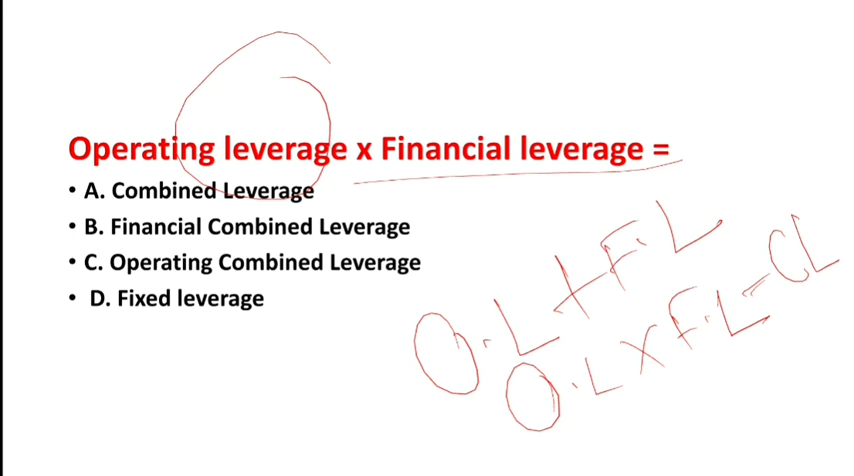 Operating leverage x Financial leverage =
• A. Combined Leverage
• B. Financial Combined Leverage
• C. Operating Combined Leverage
• D. Fixed leverage
O.L + F.L
O.L X F.L = CL